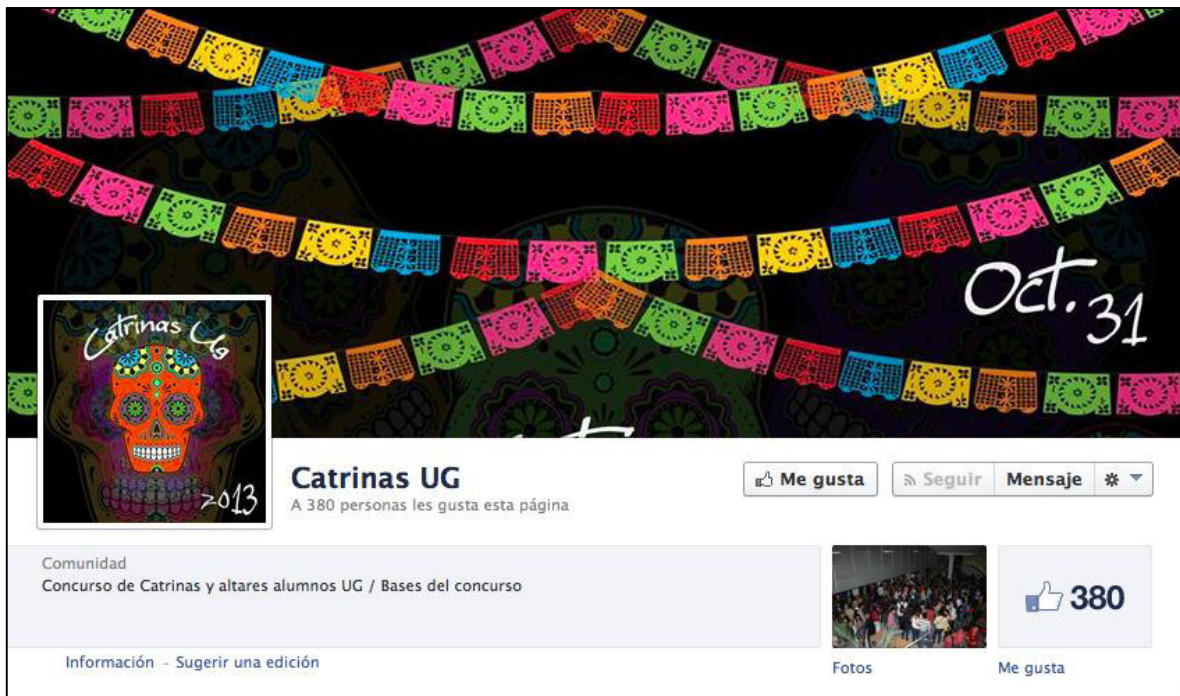 Oct. 31
Catrinas Ug
2013
Catrinas UG
A 380 personas les gusta esta página
Me gusta
Seguir
Mensaje
Comunidad
Concurso de Catrinas y altares alumnos UG / Bases del concurso
380
Información - Sugerir una edición
Fotos
Me gusta